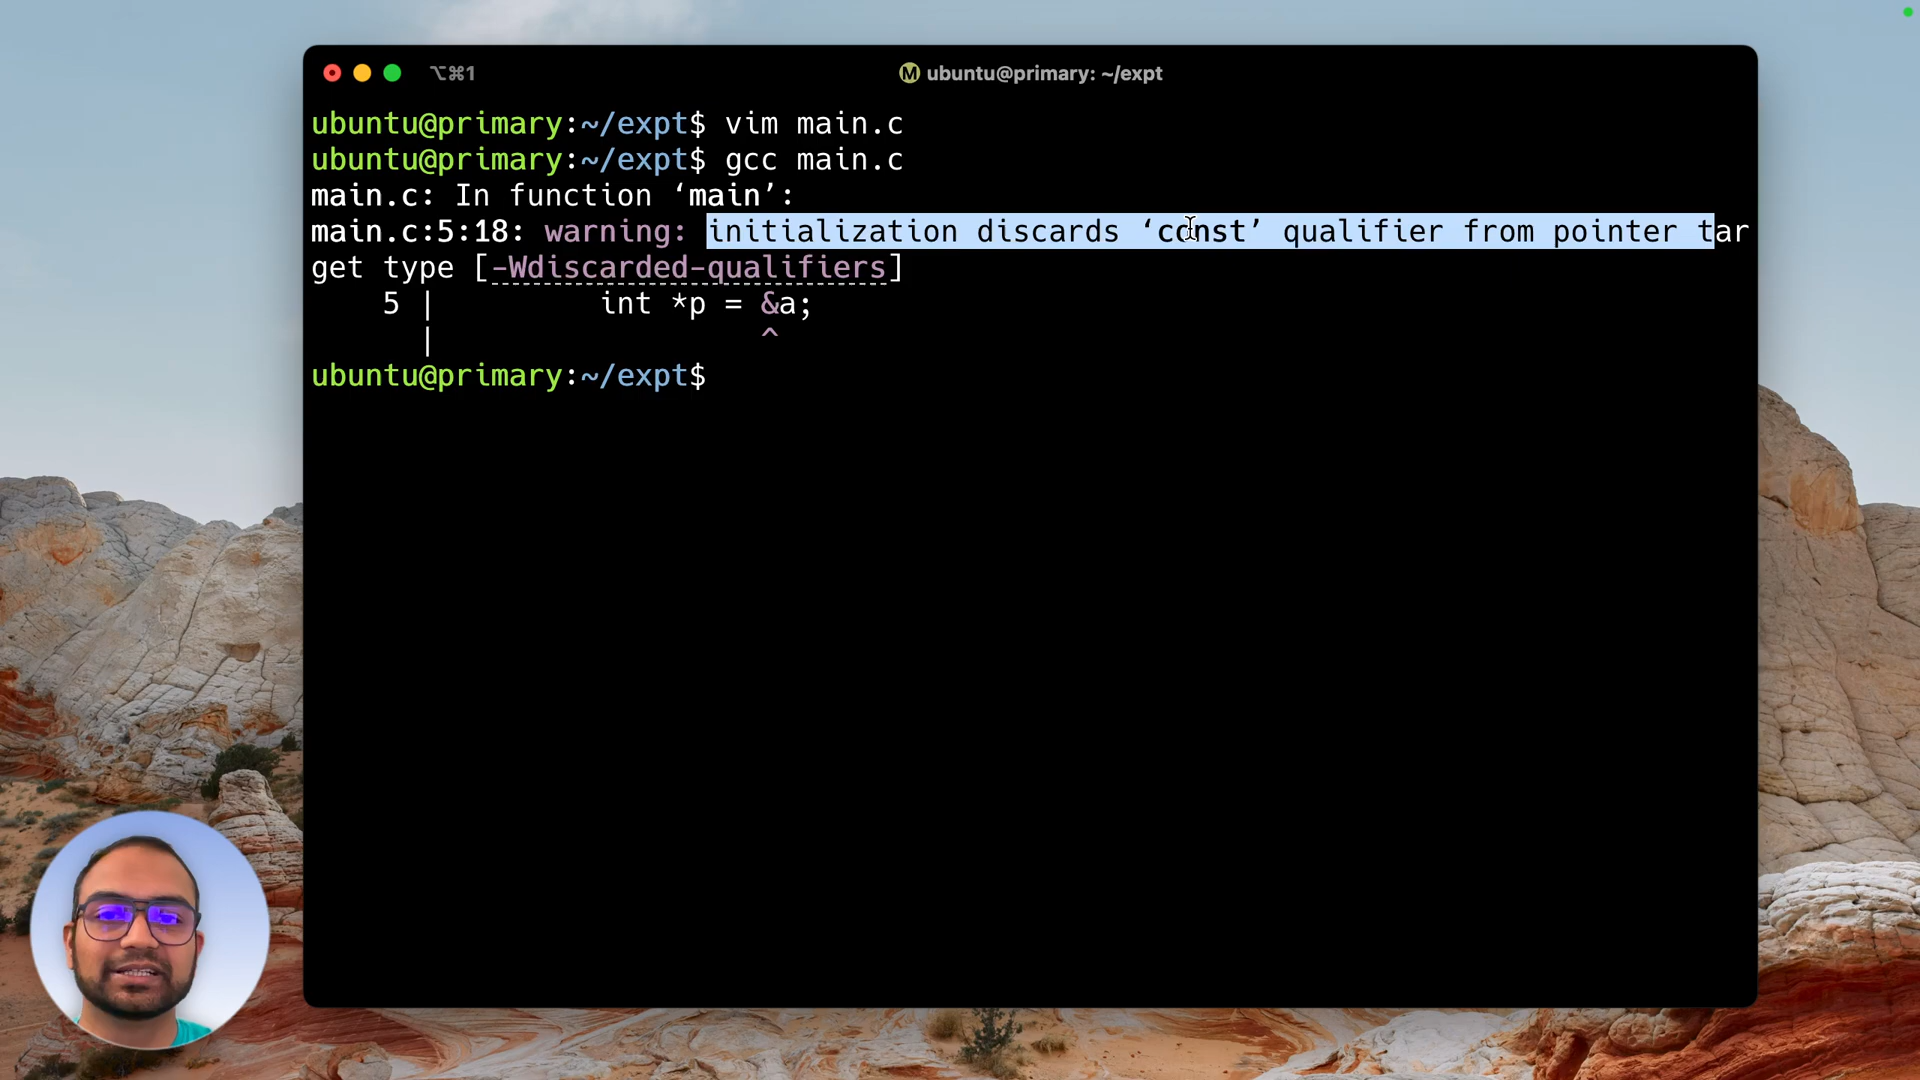 ⌥⌘1
M ubuntu@primary: ~/expt
ubuntu@primary:~/expt$ vim main.c
ubuntu@primary:~/expt$ gcc main.c
main.c: In function ‘main’:
main.c:5:18: warning: initialization discards ‘const’ qualifier from pointer tar
get type [-Wdiscarded-qualifiers]
5 |         int *p = &a;
|                  ^
ubuntu@primary:~/expt$